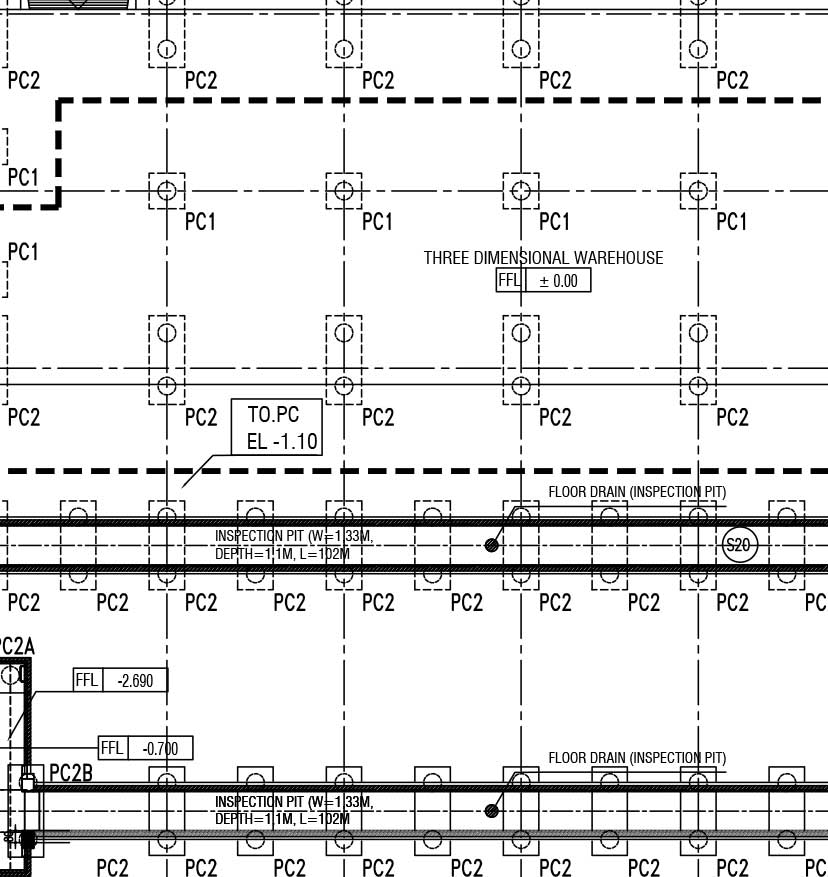 PC2 PC2 PC2 PC2 PC2
PC1
PC1 PC1 PC1 PC1
PC1
THREE DIMENSIONAL WAREHOUSE
FFL ± 0.00
PC2 PC2 PC2 PC2 PC2
TO.PC
EL -1.10
FLOOR DRAIN (INSPECTION PIT)
INSPECTION PIT (W=1.33M,
DEPTH=1.1M, L=102M
S20
PC2 PC2 PC2 PC2 PC2 PC2 PC2 PC2 PC2 PC
PC2A
FFL -2.690
FFL -0.700
FLOOR DRAIN (INSPECTION PIT)
PC2B
INSPECTION PIT (W=1.33M,
DEPTH=1.1M, L=102M
PC2 PC2 PC2 PC2 PC2 PC2 PC2 PC2 PC